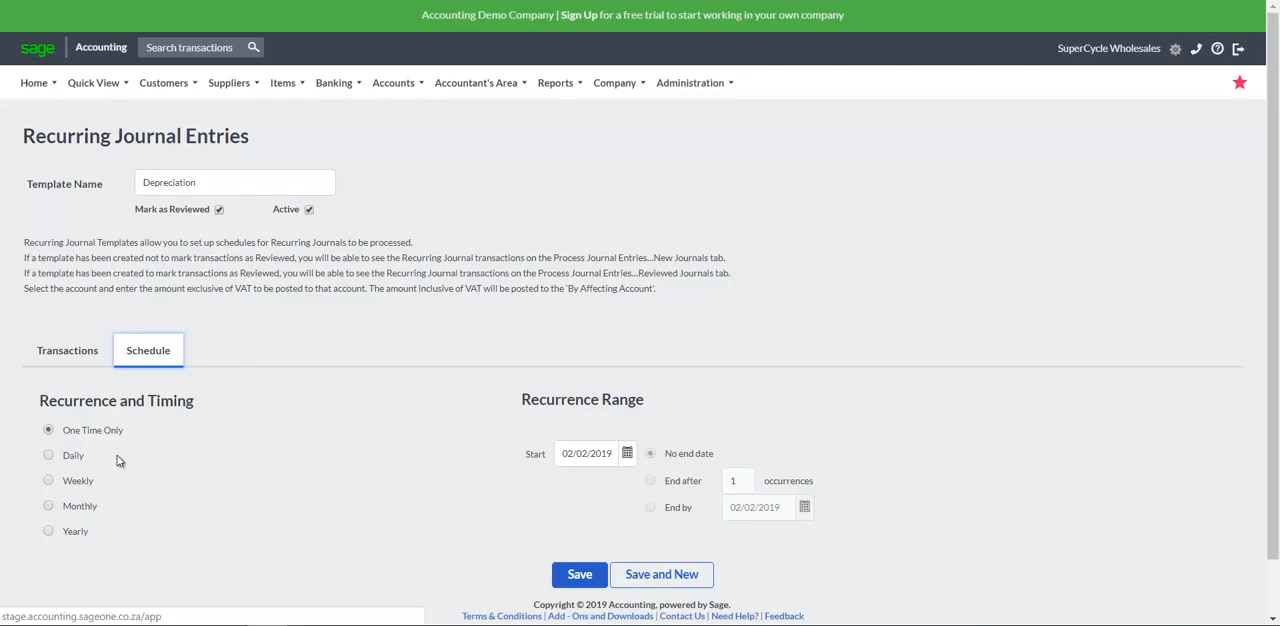 Accounting Demo Company | Sign Up for a free trial to start working in your own company
sage Accounting Search transactions SuperCycle Wholesales
Home Quick View Customers Suppliers Items Banking Accounts Accountant's Area Reports Company Administration
Recurring Journal Entries
Template Name Depreciation
Mark as Reviewed Active
Recurring Journal Templates allow you to set up schedules for Recurring Journals to be processed.
If a template has been created not to mark transactions as Reviewed, you will be able to see the Recurring Journal transactions on the Process Journal Entries...New Journals tab.
If a template has been created to mark transactions as Reviewed, you will be able to see the Recurring Journal transactions on the Process Journal Entries...Reviewed Journals tab.
Select the account and enter the amount exclusive of VAT to be posted to that account. The amount inclusive of VAT will be posted to the 'By Affecting Account'.
Transactions Schedule
Recurrence and Timing
One Time Only
Daily
Weekly
Monthly
Yearly
Recurrence Range
Start 02/02/2019 No end date
End after 1 occurrences
End by 02/02/2019
Save Save and New
Copyright © 2019 Accounting, powered by Sage.
Terms & Conditions | Add - Ons and Downloads | Contact Us | Need Help? | Feedback
stage.accounting.sageone.co.za/app